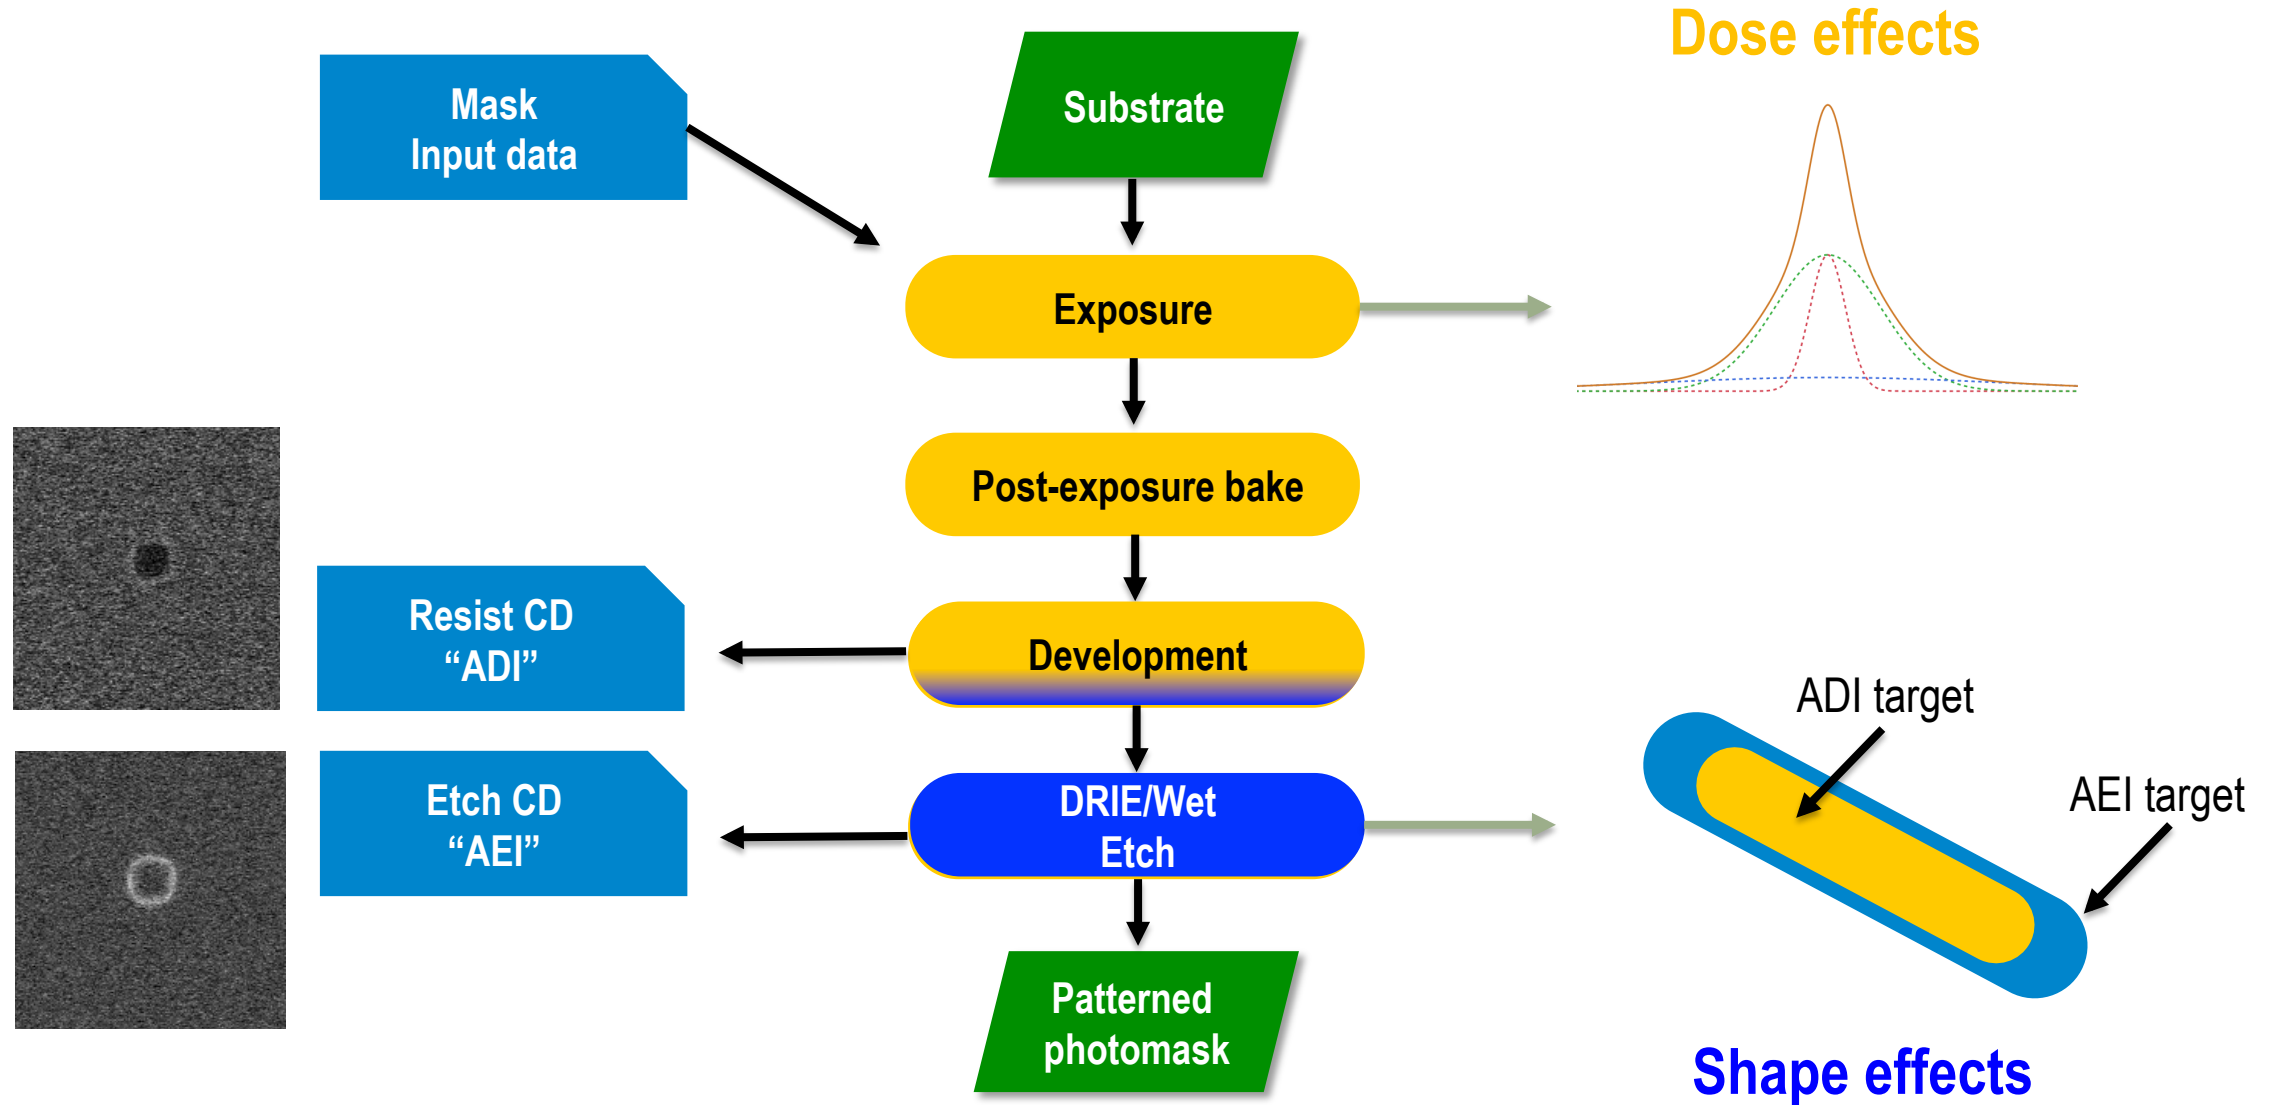 Dose effects
Mask
Input data
Substrate
Exposure
Post-exposure bake
Resist CD
“ADI”
Development
ADI target
AEI target
Etch CD
“AEI”
DRIE/Wet
Etch
Patterned
photomask
Shape effects